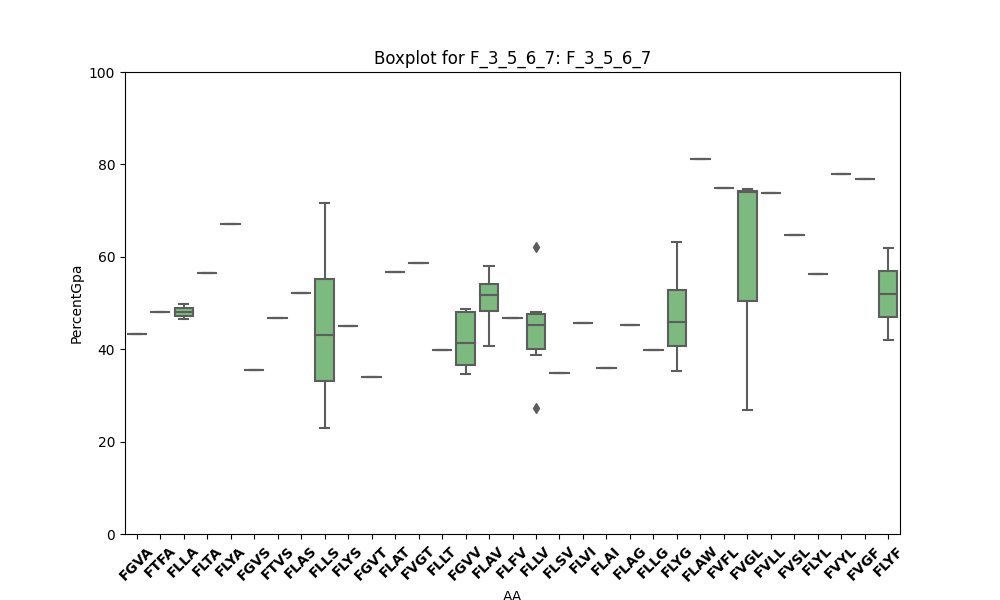 Boxplot for F_3_5_6_7: F_3_5_6_7
100
80
60
40
20
0
PercentGpa
FGVA FTFA FLLA FLTA FLYA FGVS FTVS FLAS FLLS FLYS FGVT FLAT FVGT FLLT FGVV FLAV FLFV FLLV FLSV FLVI FLAI FLAG FLLG FLYG FLAW FVFL FVGL FVLL FVSL FLYL FVYL FVGF FLYF
AA